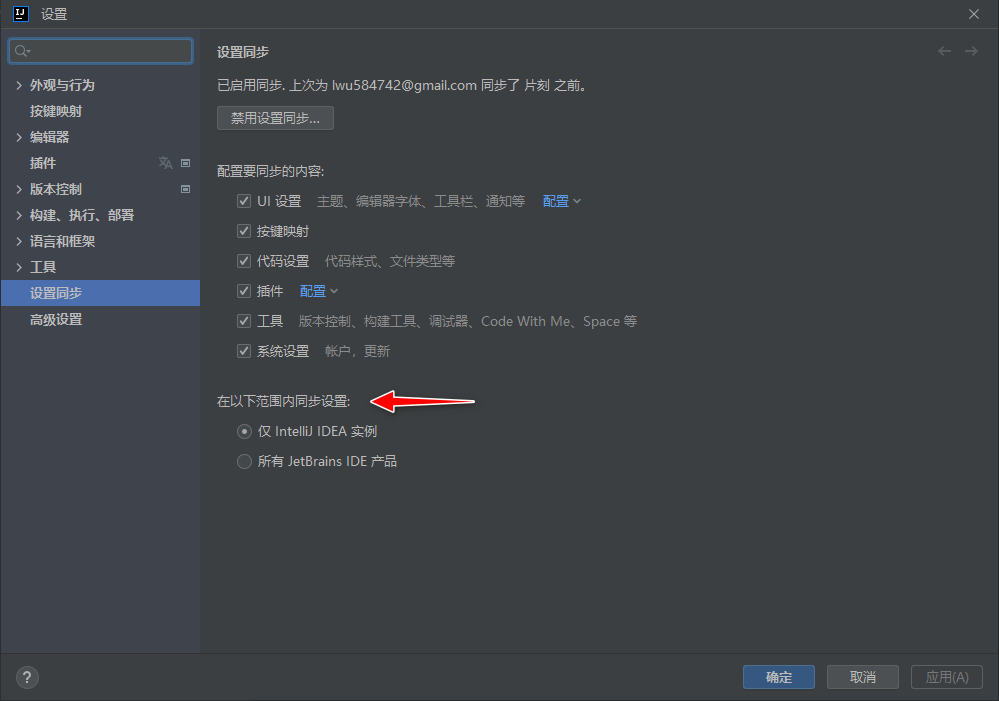 IJ
设置
设置同步
已启用同步. 上次为 lwu584742@gmail.com 同步了 片刻 之前。
禁用设置同步...
外观与行为
按键映射
编辑器
插件
版本控制
构建、执行、部署
语言和框架
工具
设置同步
高级设置
配置要同步的内容:
UI 设置 主题、编辑器字体、工具栏、通知等 配置
按键映射
代码设置 代码样式、文件类型等
插件 配置
工具 版本控制、构建工具、调试器、Code With Me、Space 等
系统设置 帐户，更新
在以下范围内同步设置:
仅 IntelliJ IDEA 实例
所有 JetBrains IDE 产品
?
确定
取消
应用(A)